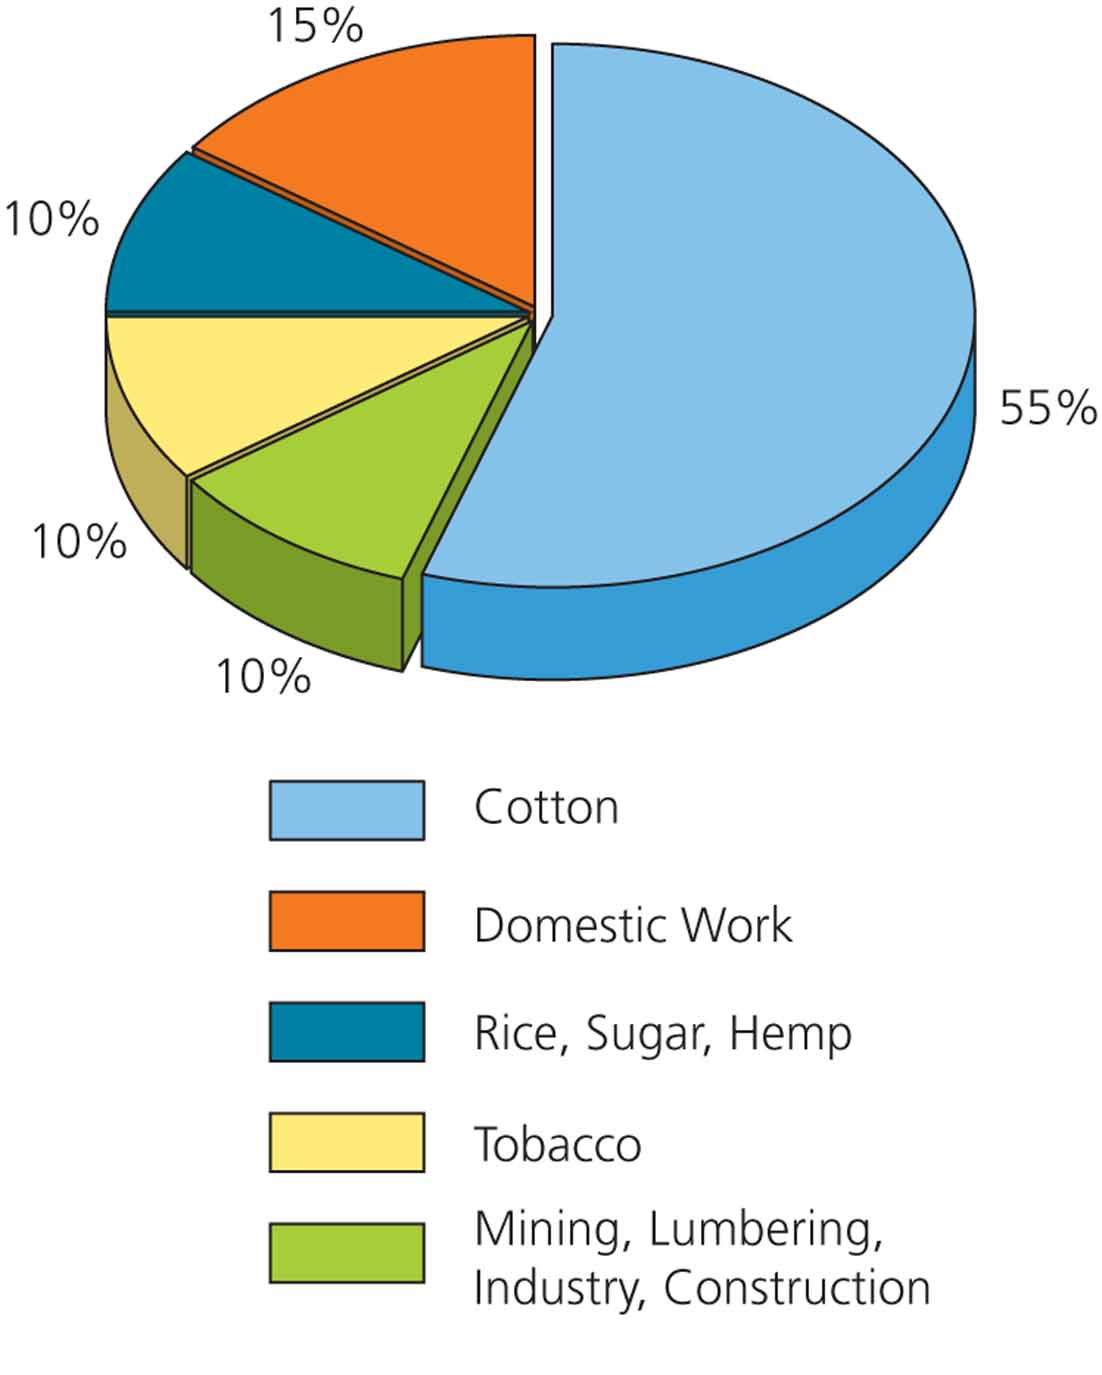 15%
10%
55%
10%
10%
Cotton
Domestic Work
Rice, Sugar, Hemp
Tobacco
Mining, Lumbering,
Industry, Construction